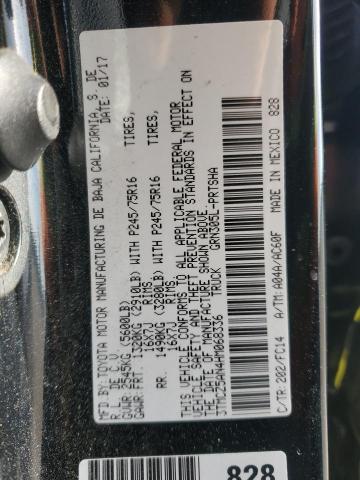 MFD.BY:TOYOTA MOTOR MANUFACTURING DE BAJA CALIFORNIA, S. DE
R.L. DE C.V. DATE: 01/17
GVWR 2545KG (5600LB)
GAWR:FRT. 1320KG (2910LB) WITH P245/75R16 TIRES,
16X7J RIMS
RR. 1490KG (3280LB) WITH P245/75R16 TIRES,
16X7J RIMS
THIS VEHICLE CONFORMS TO ALL APPLICABLE FEDERAL MOTOR
VEHICLE SAFETY AND THEFT PREVENTION STANDARDS IN EFFECT ON
THE DATE OF MANUFACTURE SHOWN ABOVE.
TRUCK GRN305L-PRTSHA
C/TR:202/FC14 A/TM:A04A/AC60F MADE IN MEXICO 828
828